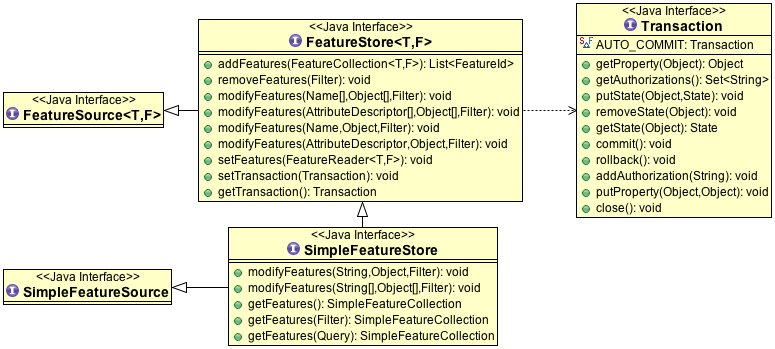 <<Java Interface>>
FeatureStore<T,F>
addFeatures(FeatureCollection<T,F>): List<FeatureId>
removeFeatures(Filter): void
modifyFeatures(Name[],Object[],Filter): void
modifyFeatures(AttributeDescriptor[],Object[],Filter): void
modifyFeatures(Name,Object,Filter): void
modifyFeatures(AttributeDescriptor,Object,Filter): void
setFeatures(FeatureReader<T,F>): void
setTransaction(Transaction): void
getTransaction(): Transaction
<<Java Interface>>
Transaction
AUTO_COMMIT: Transaction
getProperty(Object): Object
getAuthorizations(): Set<String>
putState(Object,State): void
removeState(Object): void
getState(Object): State
commit(): void
rollback(): void
addAuthorization(String): void
putProperty(Object,Object): void
close(): void
<<Java Interface>>
FeatureSource<T,F>
<<Java Interface>>
SimpleFeatureStore
modifyFeatures(String,Object,Filter): void
modifyFeatures(String[],Object[],Filter): void
getFeatures(): SimpleFeatureCollection
getFeatures(Filter): SimpleFeatureCollection
getFeatures(Query): SimpleFeatureCollection
<<Java Interface>>
SimpleFeatureSource